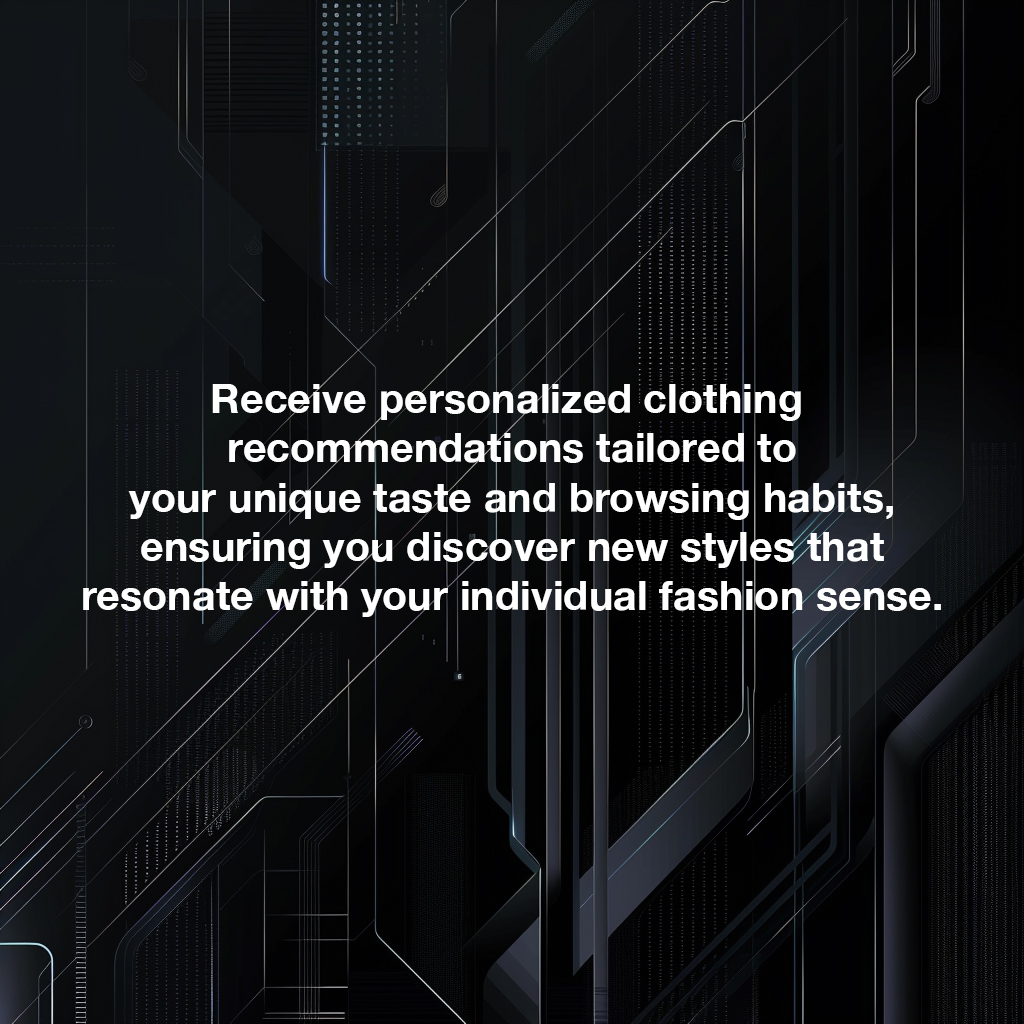 Receive personalized clothing
recommendations tailored to
your unique taste and browsing habits,
ensuring you discover new styles that
resonate with your individual fashion sense.